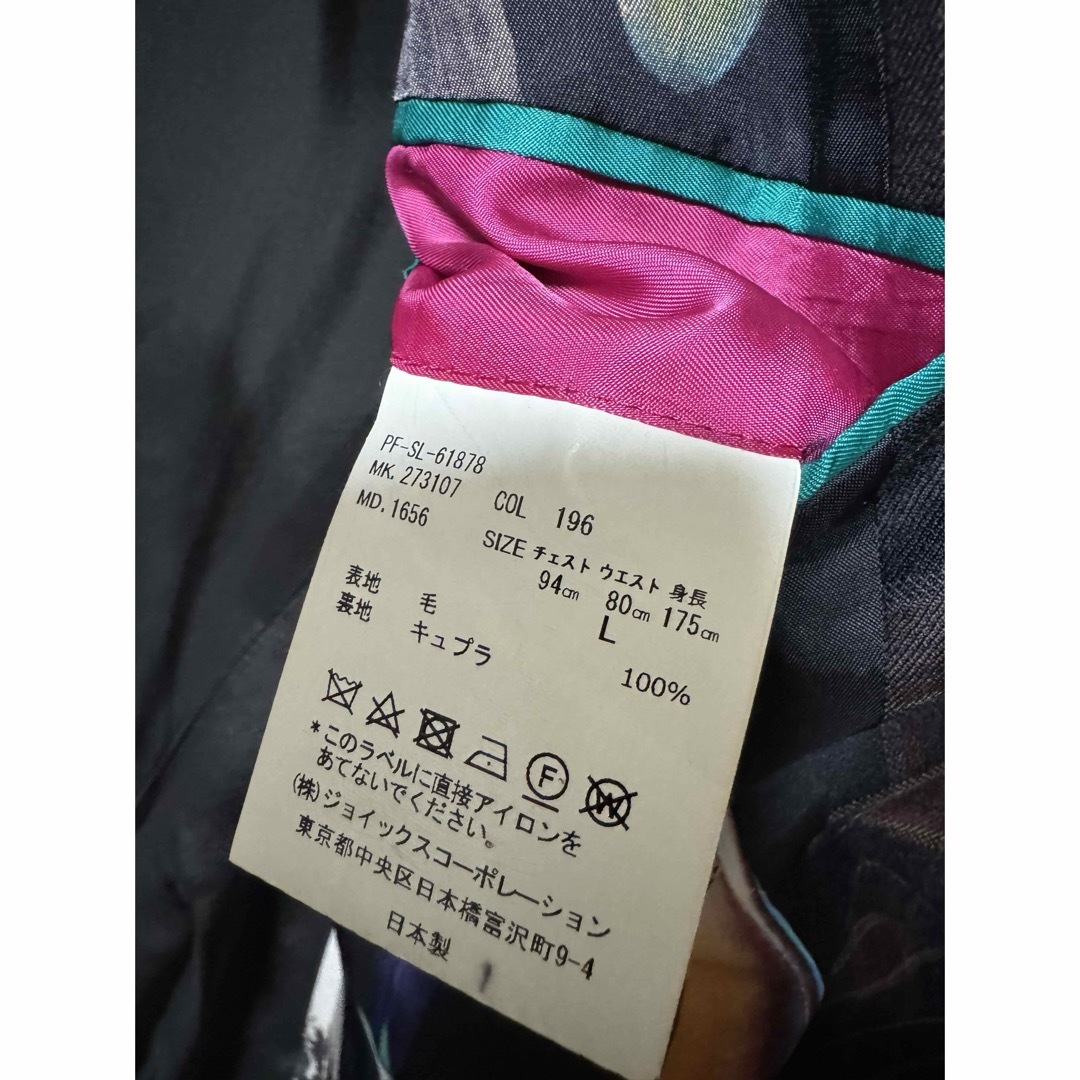 PF-SL-61878
MK. 273107 COL 196
MD. 1656
SIZE チェスト ウエスト 身長
94㎝ 80㎝ 175㎝
L
表地 毛
裏地 キュプラ 100%
F W
*このラベルに直接アイロンを
あてないでください。
(株)ジョイックスコーポレーション
東京都中央区日本橋富沢町9-4
日本製